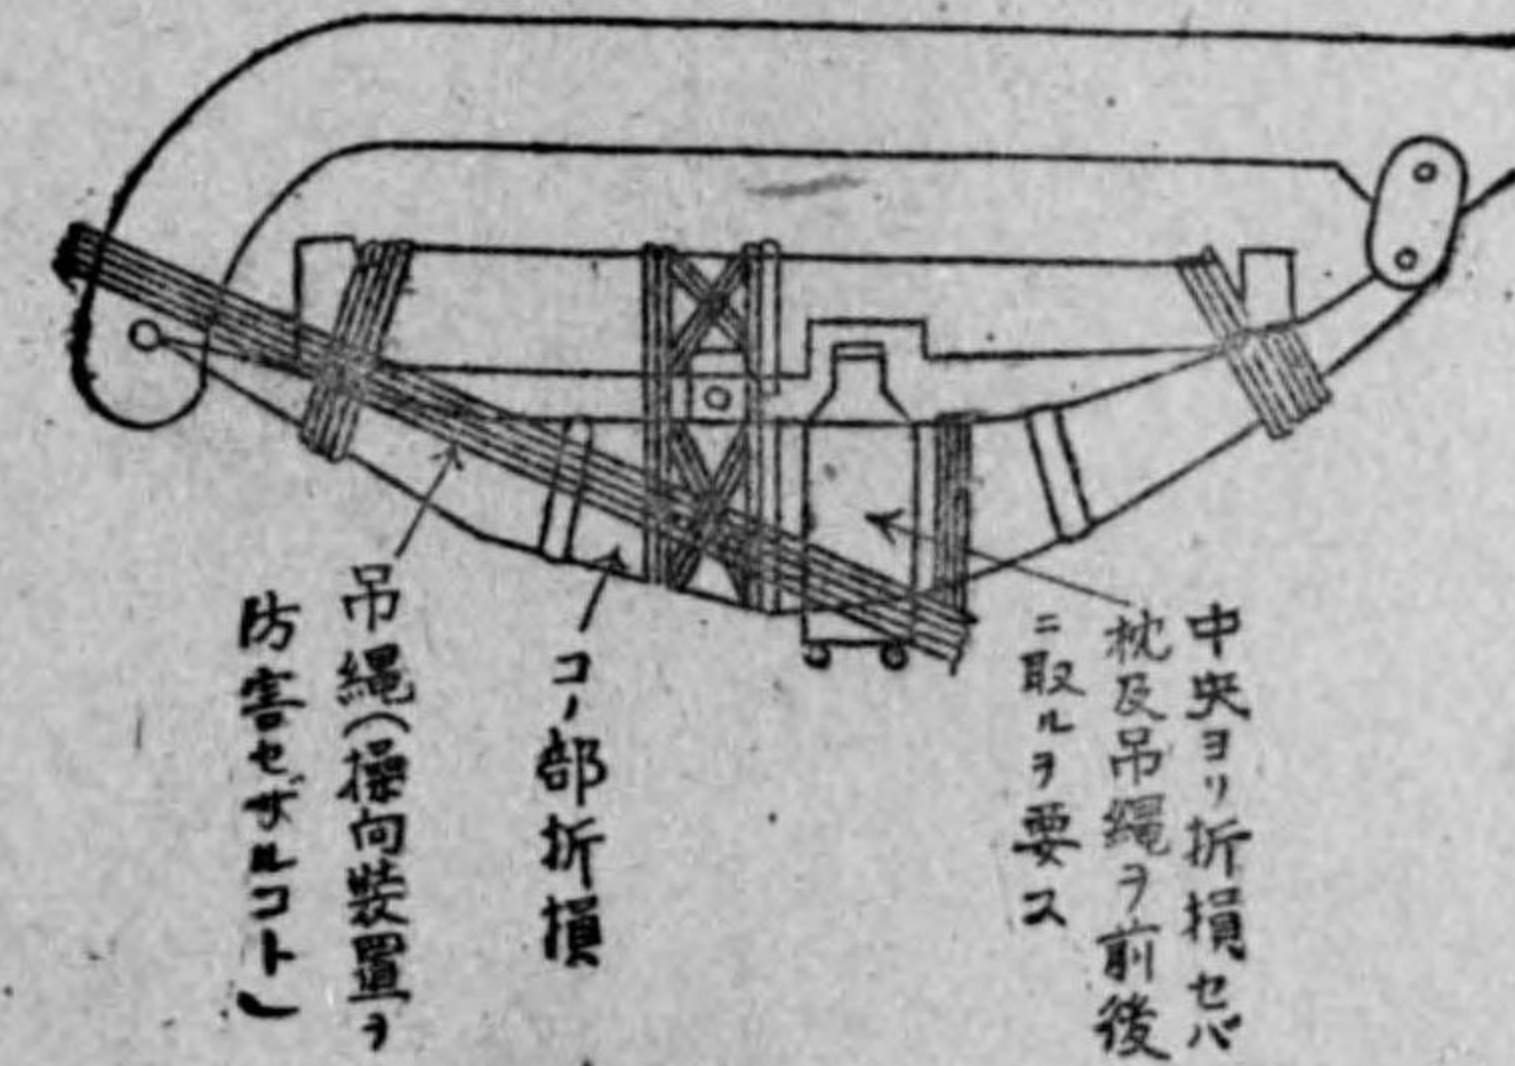 中央ヨリ折損セバ
枕及吊繩ヲ前後
ニ取ルヲ要ス
コノ部折損
吊繩(操向装置ヲ
防害セザルコト)